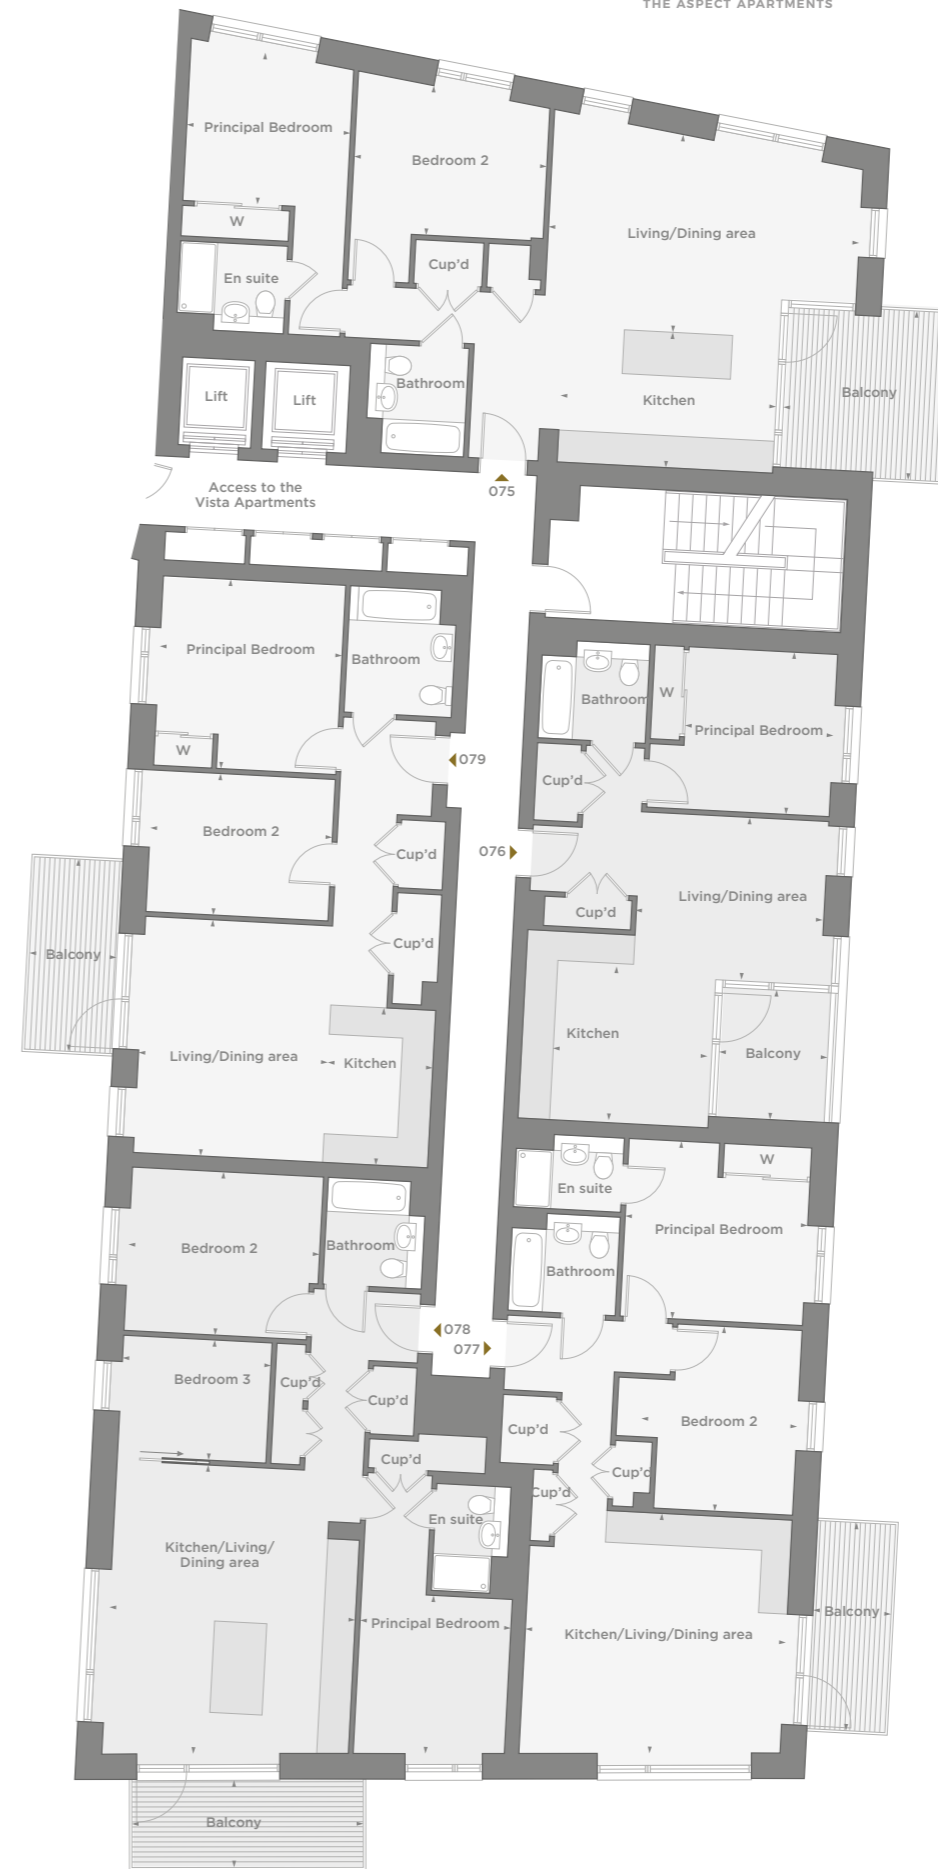 THE ASPECT APARTMENTS
Principal Bedroom
Bedroom 2
W
Living/Dining area
En suite
Cup'd
Bathroom
Lift
Lift
Kitchen
Balcony
Access to the
Vista Apartments
075
Principal Bedroom
Bathroom
W
079
Bedroom 2
Cup'd
Cup'd
Balcony
Living/Dining area
Kitchen
Bathroom
W
Principal Bedroom
Cup'd
076
Cup'd
Living/Dining area
Kitchen
Balcony
En suite
W
Principal Bedroom
Bathroom
077
Bedroom 2
Cup'd
Cup'd
Cup'd
Kitchen/Living/Dining area
Balcony
Bedroom 2
Bathroom
078
Bedroom 3
Cup'd
Cup'd
Cup'd
En suite
Kitchen/Living/
Dining area
Principal Bedroom
Balcony